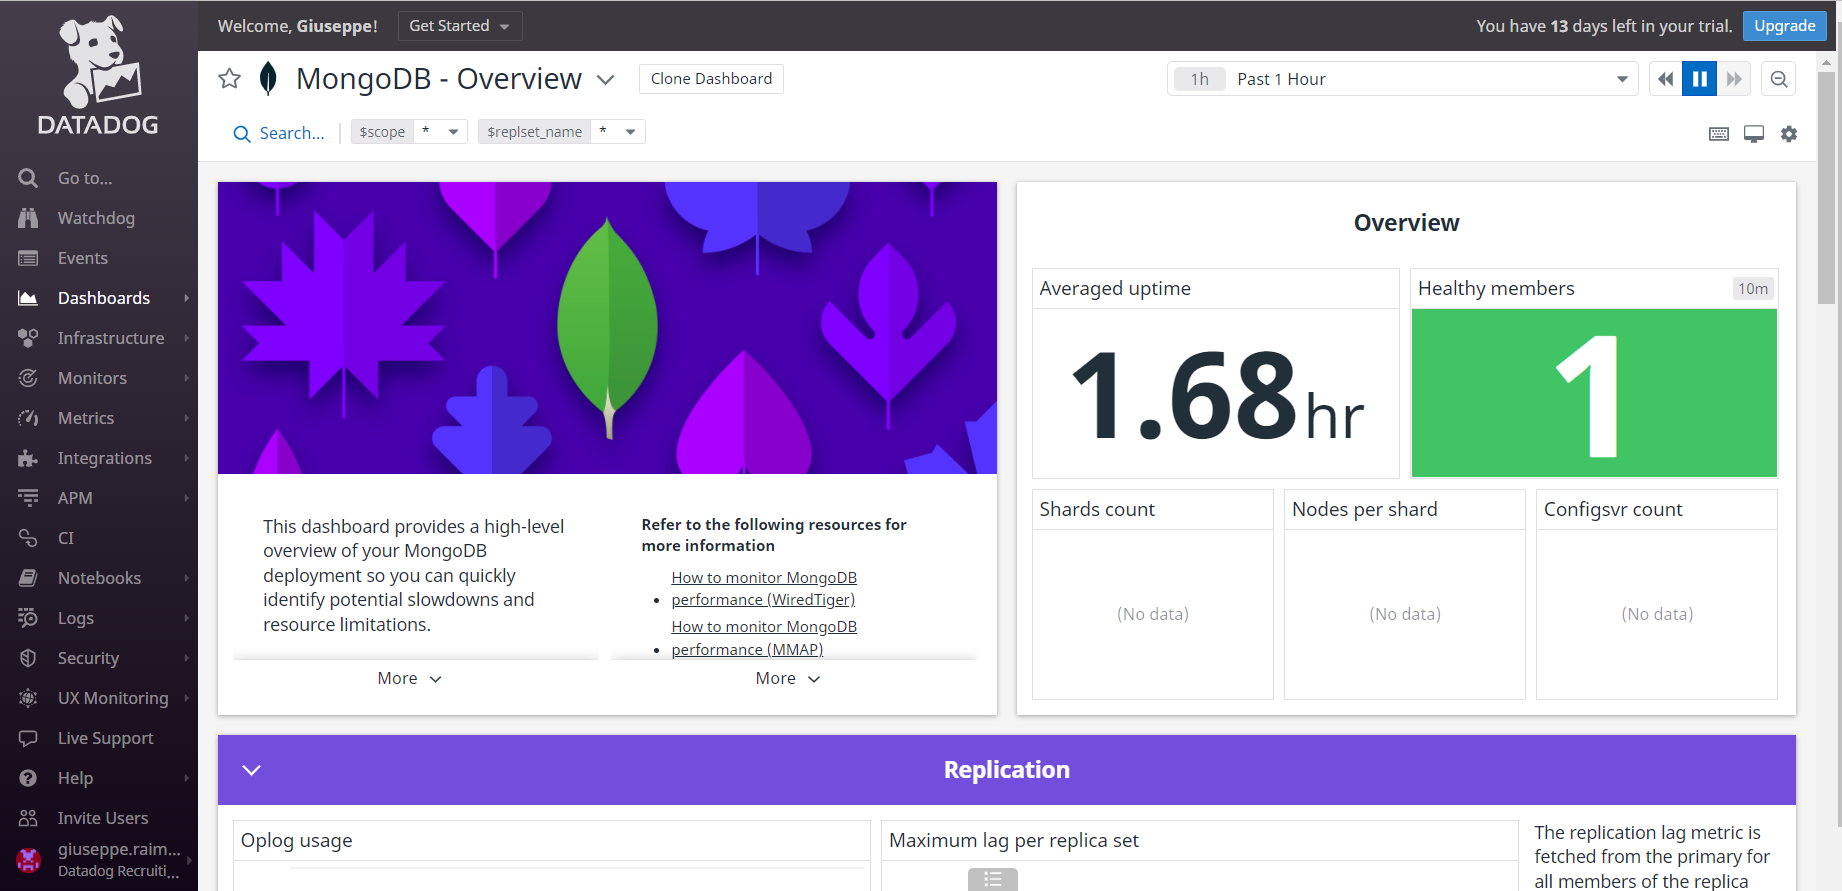 DATADOG
Go to...
Watchdog
Events
Dashboards
Infrastructure
Monitors
Metrics
Integrations
APM
CI
Notebooks
Logs
Security
UX Monitoring
Live Support
Help
Invite Users
giuseppe.raim...
Datadog Recruiti...
Welcome, Giuseppe!
Get Started
You have 13 days left in your trial.
Upgrade
MongoDB - Overview
Clone Dashboard
1h Past 1 Hour
Search...
$scope *
$replset_name *
This dashboard provides a high-level
overview of your MongoDB
deployment so you can quickly
identify potential slowdowns and
resource limitations.
More
Refer to the following resources for
more information
How to monitor MongoDB
performance (WiredTiger)
How to monitor MongoDB
performance (MMAP)
More
Overview
Averaged uptime
1.68hr
Healthy members
10m
1
Shards count
(No data)
Nodes per shard
(No data)
Configsvr count
(No data)
Replication
Oplog usage
Maximum lag per replica set
The replication lag metric is
fetched from the primary for
all members of the replica